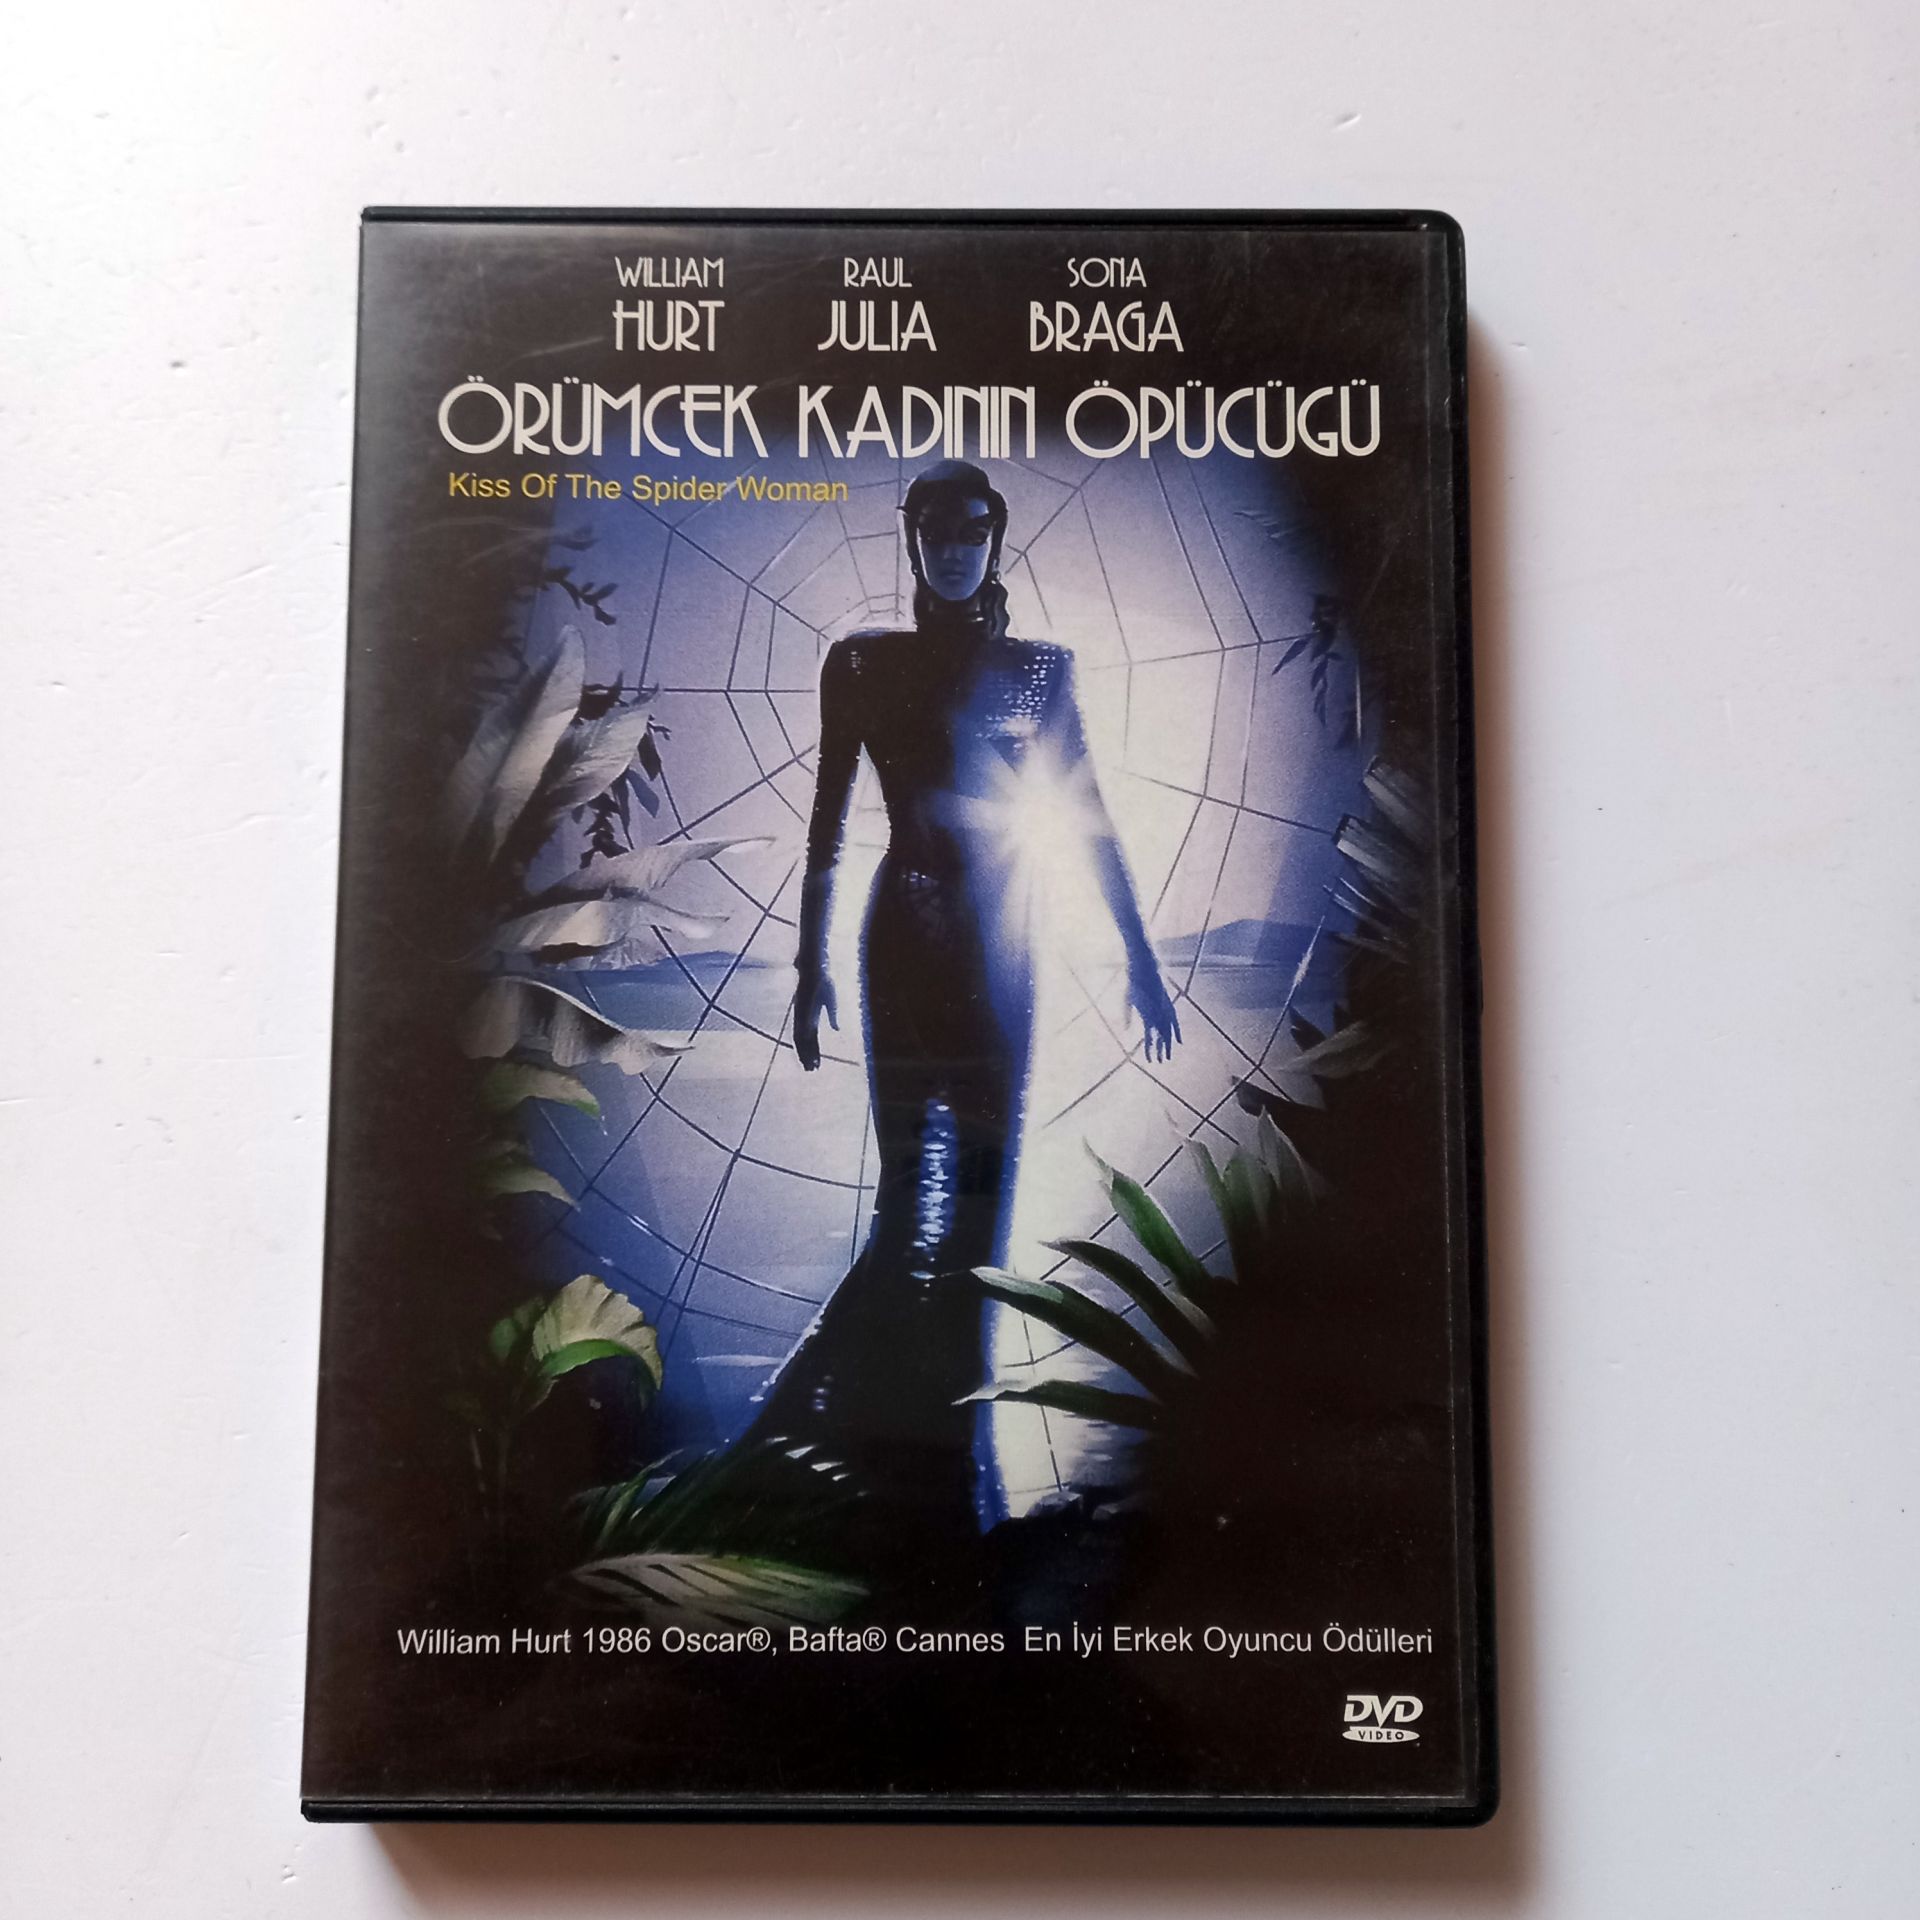 WILLIAM RAUL SONA
HURT JULIA BRAGA
ÖRÜMCEK KADININ ÖPÜCÜGÜ
Kiss Of The Spider Woman
William Hurt 1986 Oscar®, Bafta® Cannes En İyi Erkek Oyuncu Ödülleri
DVD
VIDEO